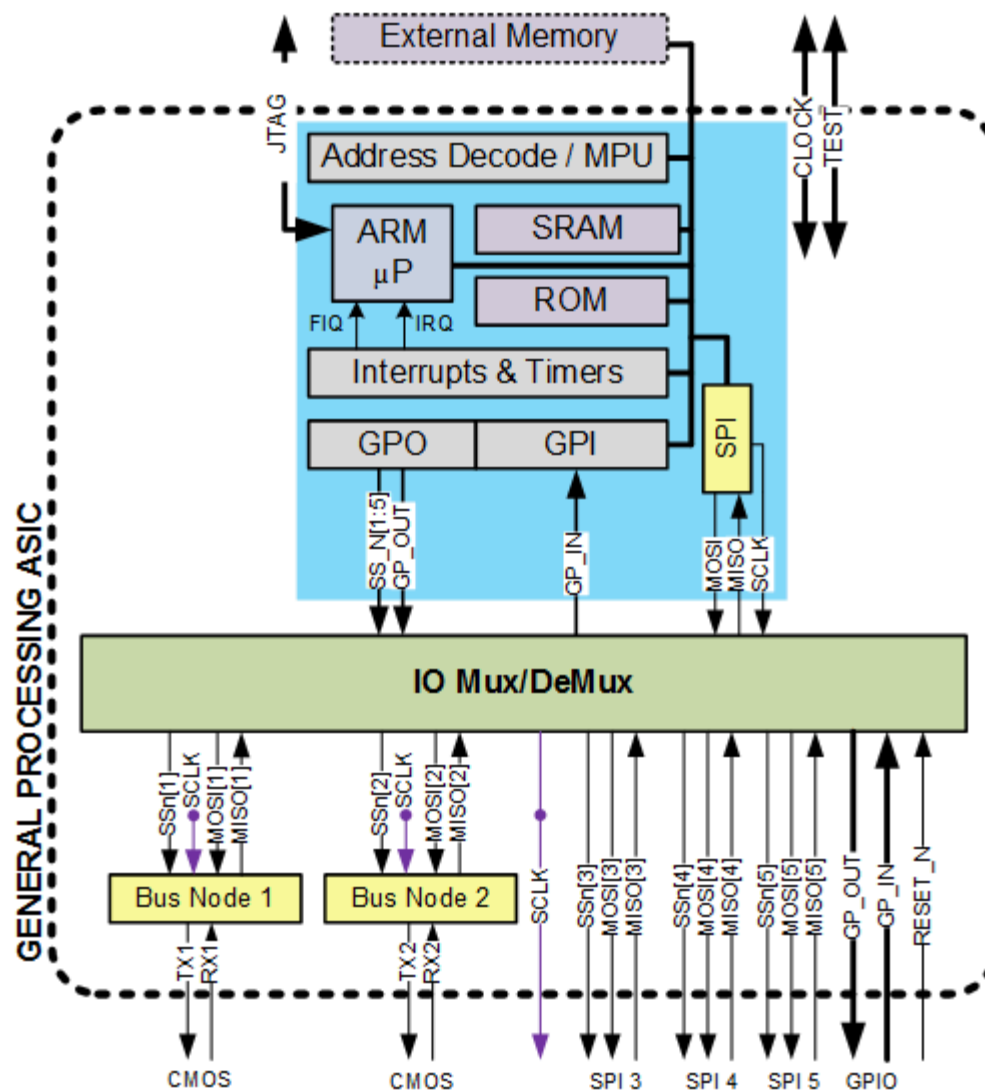 External Memory
JTAG
CLOCK
TEST
Address Decode / MPU
ARM
µP
SRAM
ROM
FIQ
IRQ
Interrupts & Timers
SPI
GPO
GPI
SS_N[1:5]
GP_OUT
GP_IN
MOSI
MISO
SCLK
GENERAL PROCESSING ASIC
IO Mux/DeMux
SSn[1]
SCLK
MOSI[1]
MISO[1]
SSn[2]
SCLK
MOSI[2]
MISO[2]
SCLK
SSn[3]
MOSI[3]
MISO[3]
SSn[4]
MOSI[4]
MISO[4]
SSn[5]
MOSI[5]
MISO[5]
GP_OUT
GP_IN
RESET_N
Bus Node 1
Bus Node 2
TX1
RX1
TX2
RX2
CMOS
CMOS
SPI 3
SPI 4
SPI 5
GPIO